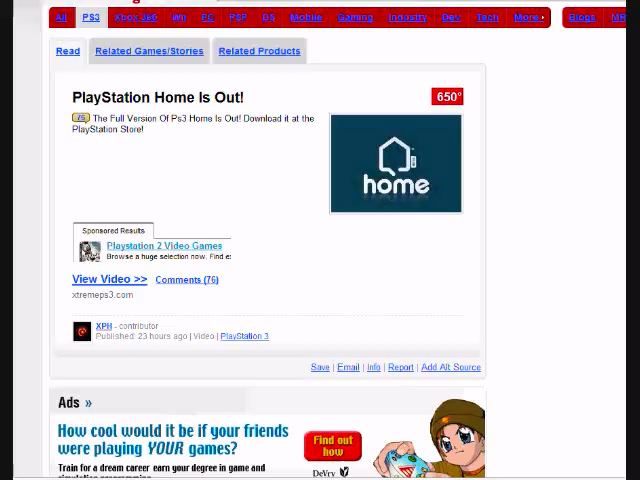 All PS3 Xbox 360 Wii PC PSP DS Mobile Gaming Industry Dev Tech More Blogs
Read Related Games/Stories Related Products
PlayStation Home Is Out! 650°
The Full Version Of Ps3 Home Is Out! Download it at the
PlayStation Store!
home
Sponsored Results
Playstation 2 Video Games
Browse a huge selection now. Find e
View Video >> Comments (76)
xtremeps3.com
XPH - contributor
Published: 23 hours ago | Video | PlayStation 3
Save | Email | Info | Report | Add Alt Source
Ads »
How cool would it be if your friends
were playing YOUR games?
Find out
how
Train for a dream career earn your degree in game and
DeVry